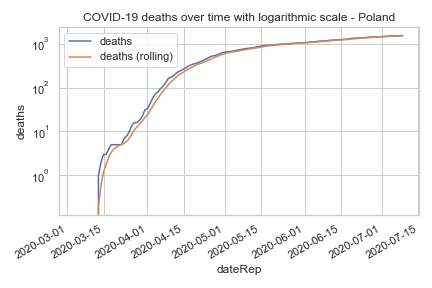 COVID-19 deaths over time with logarithmic scale - Poland
deaths
deaths (rolling)
10³
10²
10¹
10⁰
deaths
2020-03-01
2020-03-15
2020-04-01
2020-04-15
2020-05-01
2020-05-15
2020-06-01
2020-06-15
2020-07-01
2020-07-15
dateRep